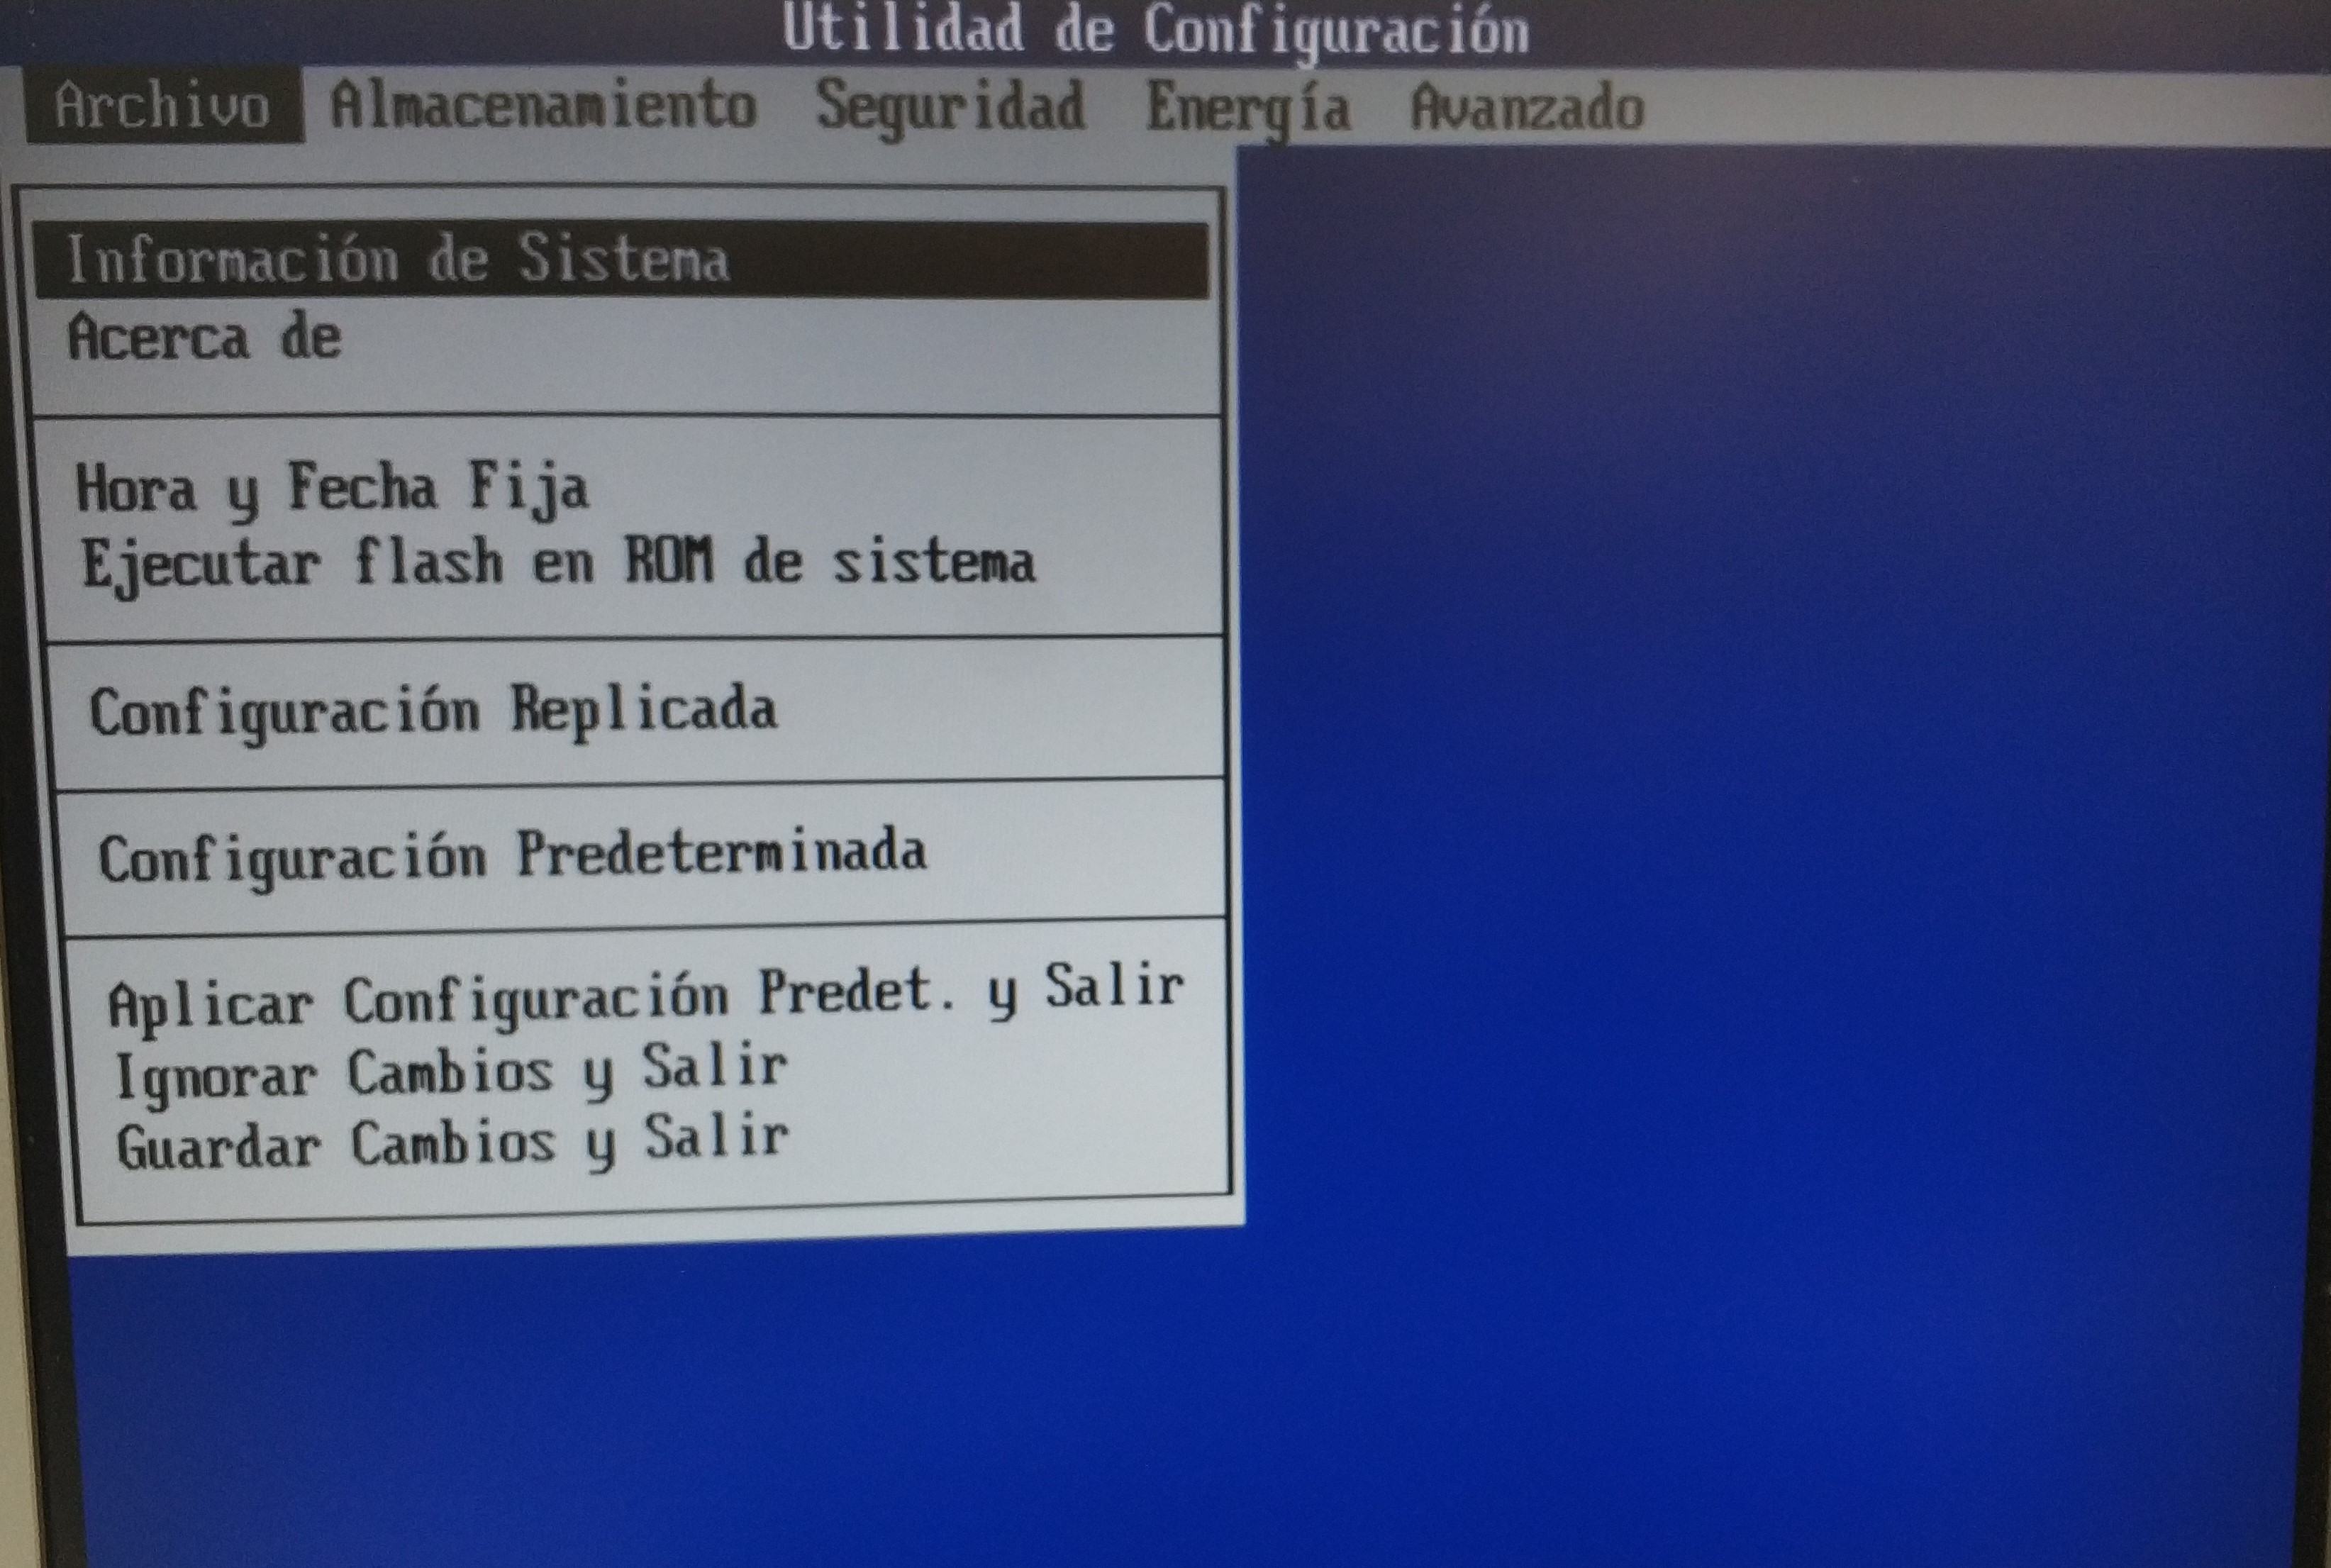 Utilidad de Configuración
Archivo Almacenamiento Seguridad Energía Avanzado
Información de Sistema
Acerca de
Hora y Fecha Fija
Ejecutar flash en ROM de sistema
Configuración Replicada
Configuración Predeterminada
Aplicar Configuración Predet. y Salir
Ignorar Cambios y Salir
Guardar Cambios y Salir